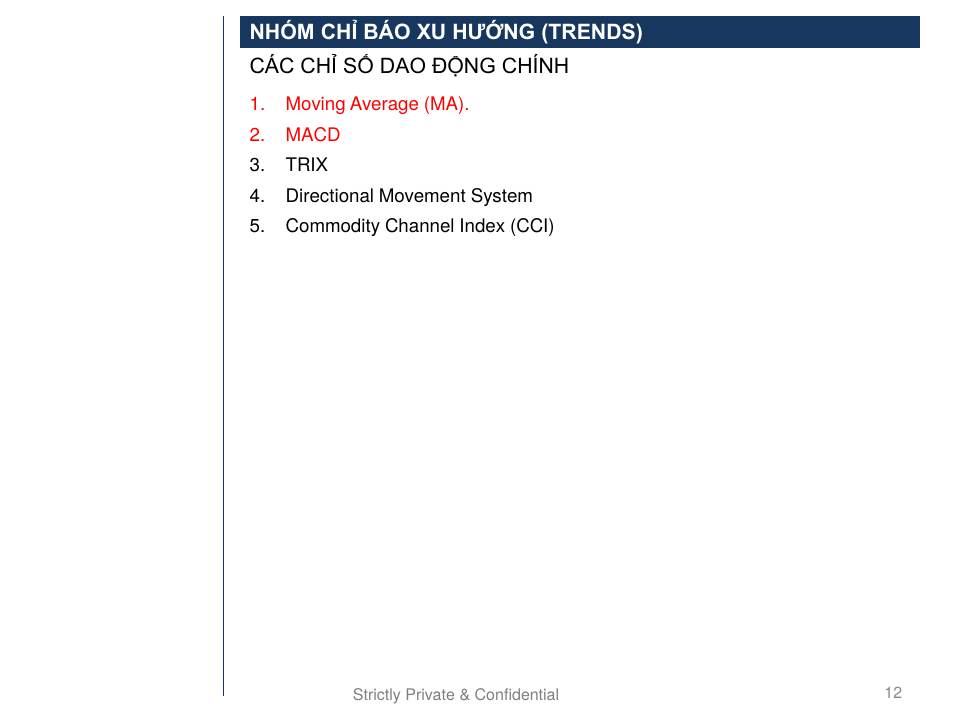 NHÓM CHỈ BÁO XU HƯỚNG (TRENDS)
CÁC CHỈ SỐ DAO ĐỘNG CHÍNH
1. Moving Average (MA).
2. MACD
3. TRIX
4. Directional Movement System
5. Commodity Channel Index (CCI)
Strictly Private & Confidential
12